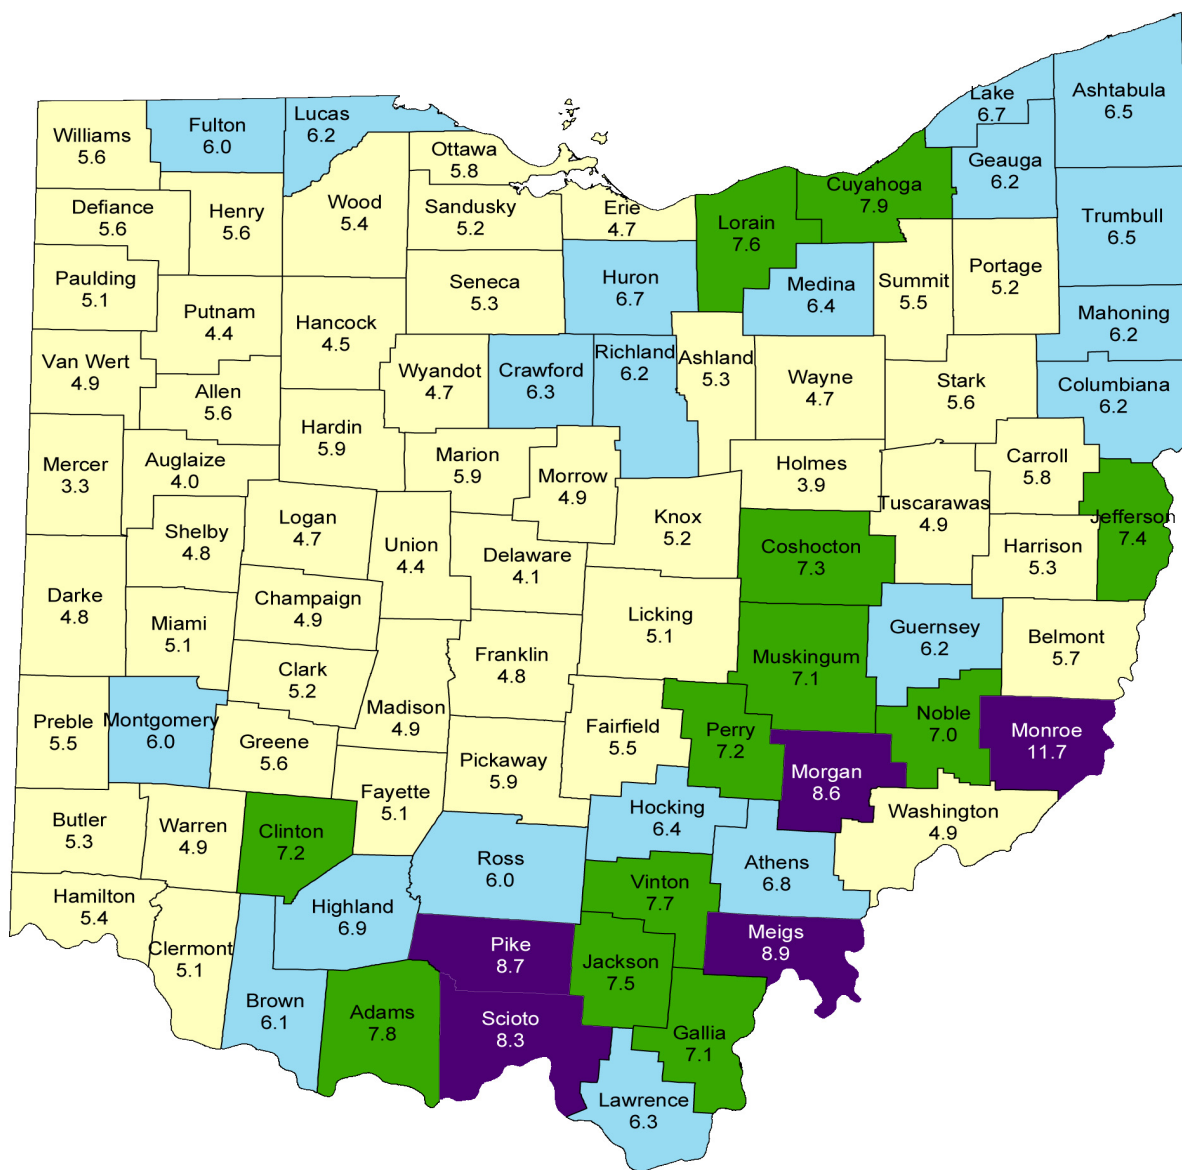 Lake
6.7
Ashtabula
6.5
Williams
5.6
Fulton
6.0
Lucas
6.2
Ottawa
5.8
Geauga
6.2
Cuyahoga
7.9
Defiance
5.6
Henry
5.6
Wood
5.4
Sandusky
5.2
Erie
4.7
Lorain
7.6
Trumbull
6.5
Paulding
5.1
Putnam
4.4
Hancock
4.5
Seneca
5.3
Huron
6.7
Medina
6.4
Summit
5.5
Portage
5.2
Mahoning
6.2
Van Wert
4.9
Allen
5.6
Wyandot
4.7
Crawford
6.3
Richland
6.2
Ashland
5.3
Wayne
4.7
Stark
5.6
Columbiana
6.2
Mercer
3.3
Auglaize
4.0
Hardin
5.9
Marion
5.9
Morrow
4.9
Holmes
3.9
Tuscarawas
4.9
Carroll
5.8
Jefferson
7.4
Shelby
4.8
Logan
4.7
Union
4.4
Delaware
4.1
Knox
5.2
Coshocton
7.3
Harrison
5.3
Darke
4.8
Miami
5.1
Champaign
4.9
Licking
5.1
Guernsey
6.2
Belmont
5.7
Clark
5.2
Franklin
4.8
Muskingum
7.1
Preble
5.5
Montgomery
6.0
Greene
5.6
Madison
4.9
Pickaway
5.9
Fairfield
5.5
Perry
7.2
Noble
7.0
Monroe
11.7
Morgan
8.6
Butler
5.3
Warren
4.9
Clinton
7.2
Fayette
5.1
Hocking
6.4
Washington
4.9
Ross
6.0
Athens
6.8
Vinton
7.7
Hamilton
5.4
Clermont
5.1
Highland
6.9
Pike
8.7
Meigs
8.9
Jackson
7.5
Brown
6.1
Adams
7.8
Scioto
8.3
Gallia
7.1
Lawrence
6.3